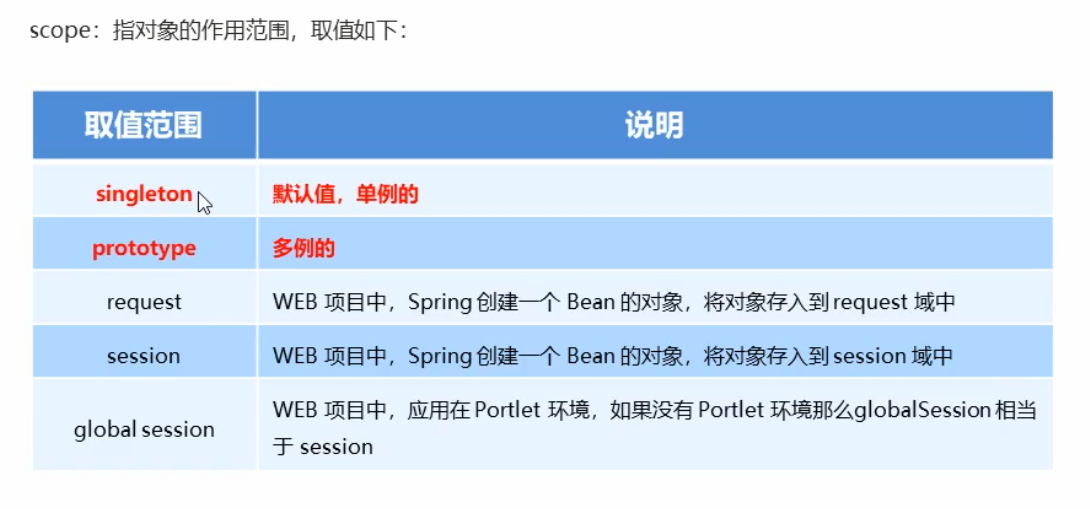 scope：指对象的作用范围，取值如下：
取值范围 说明
singleton 默认值，单例的
prototype 多例的
request WEB 项目中，Spring 创建一个 Bean 的对象，将对象存入到 request 域中
session WEB 项目中，Spring 创建一个 Bean 的对象，将对象存入到 session 域中
global session WEB 项目中，应用在 Portlet 环境，如果没有 Portlet 环境那么globalSession 相当
于 session